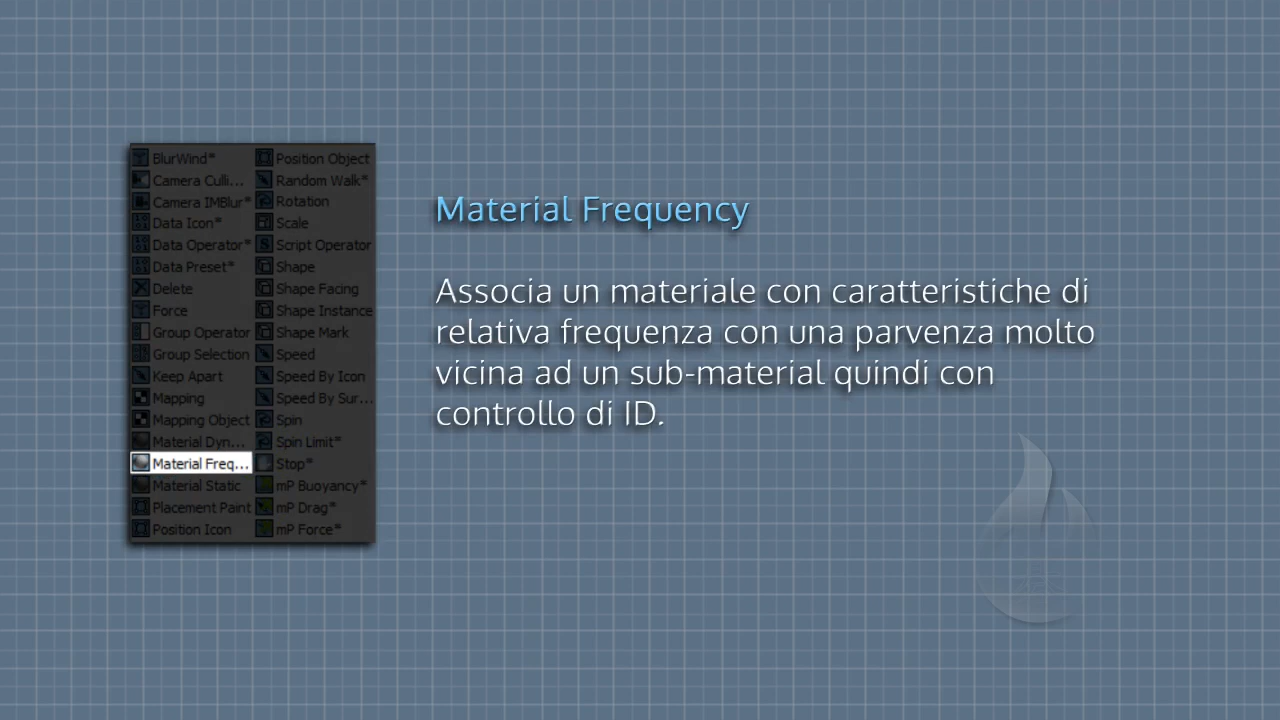 BlurWind*
Camera Culli...
Camera IMBlur*
Data Icon*
Data Operator*
Data Preset*
Delete
Force
Group Operator
Group Selection
Keep Apart
Mapping
Mapping Object
Material Dyn...
Material Freq...
Material Static
Placement Paint
Position Icon
Position Object
Random Walk*
Rotation
Scale
Script Operator
Shape
Shape Facing
Shape Instance
Shape Mark
Speed
Speed By Icon
Speed By Sur...
Spin
Spin Limit*
Stop*
mP Buoyancy*
mP Drag*
mP Force*
Material Frequency
Associa un materiale con caratteristiche di
relativa frequenza con una parvenza molto
vicina ad un sub-material quindi con
controllo di ID.